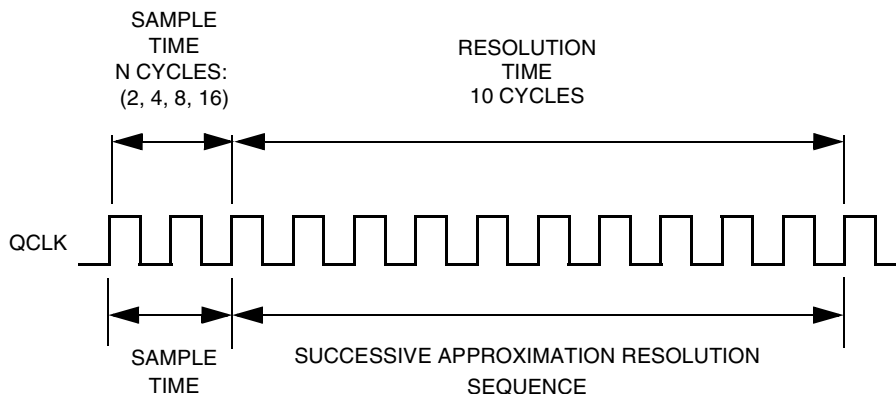 SAMPLE
TIME
N CYCLES:
(2, 4, 8, 16)
RESOLUTION
TIME
10 CYCLES
QCLK
SAMPLE
TIME
SUCCESSIVE APPROXIMATION RESOLUTION
SEQUENCE